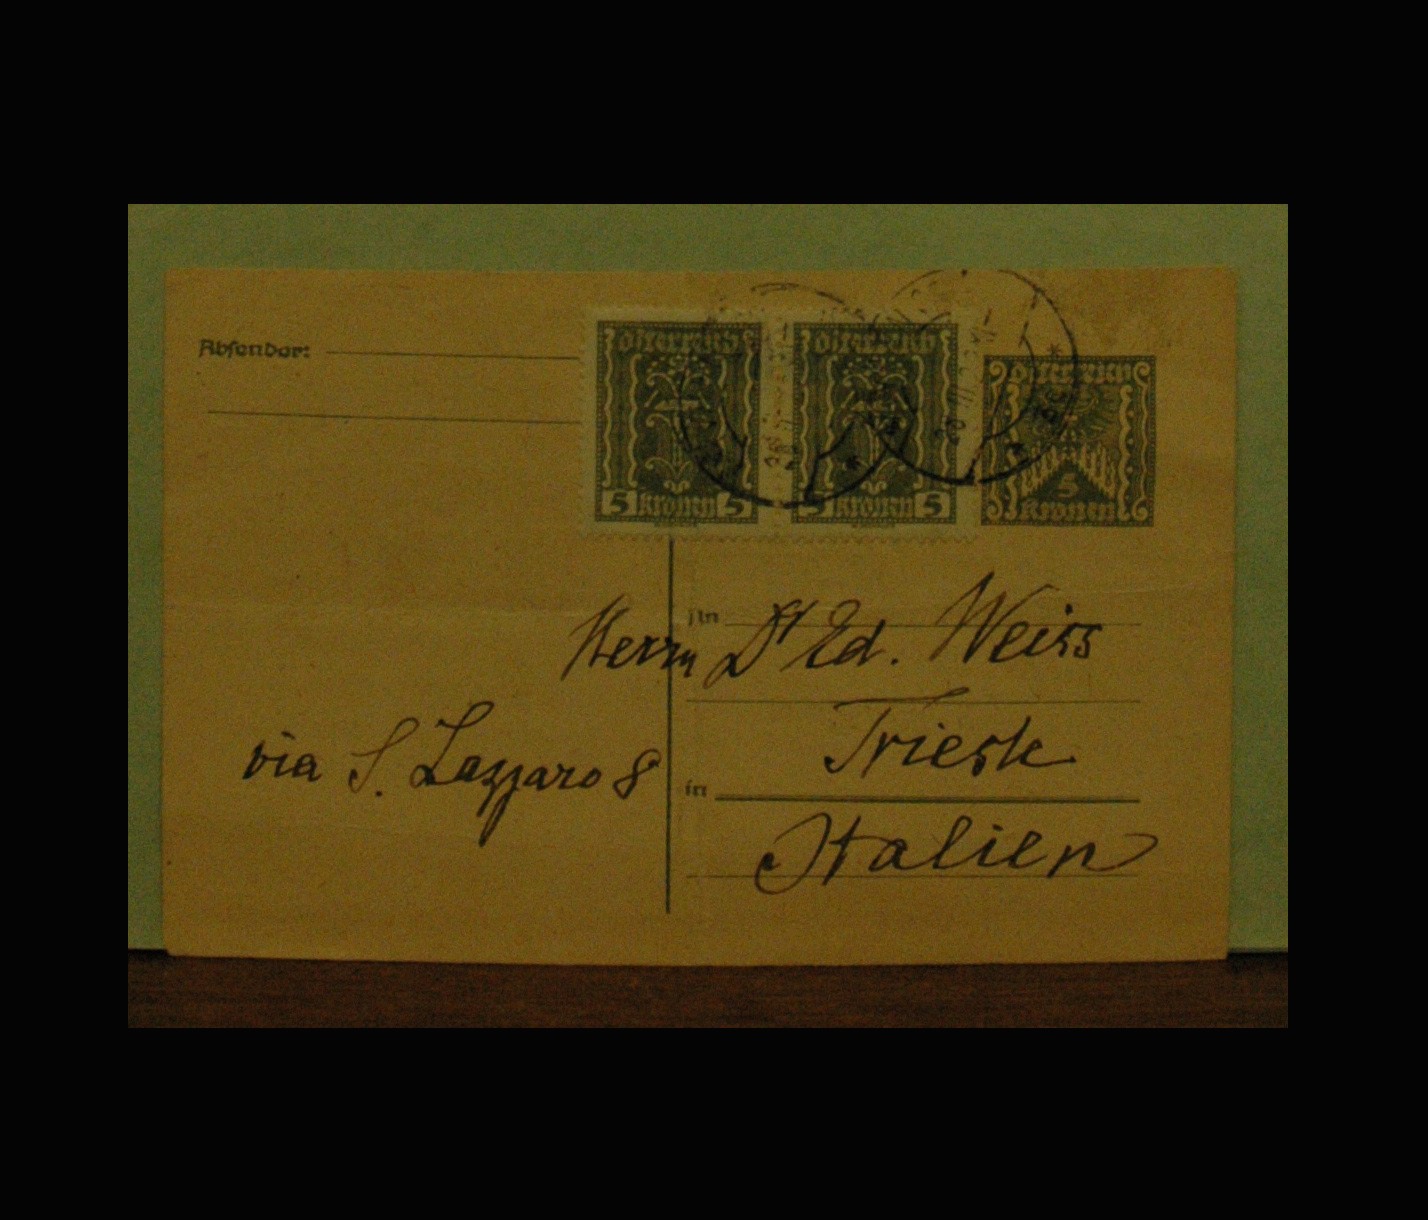 Absender:
österreich
5 kronen 5
österreich
5 kronen 5
österreich
5
kronen
An
Herrn Dr Ed. Weiss
Trieste
via S. Lazzaro 8
in
Italien